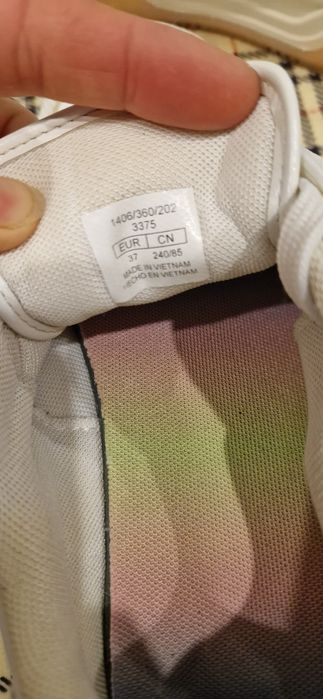 1406/360/202
3375
EUR CN
37 240/85
MADE IN VIETNAM
HECHO EN VIETNAM